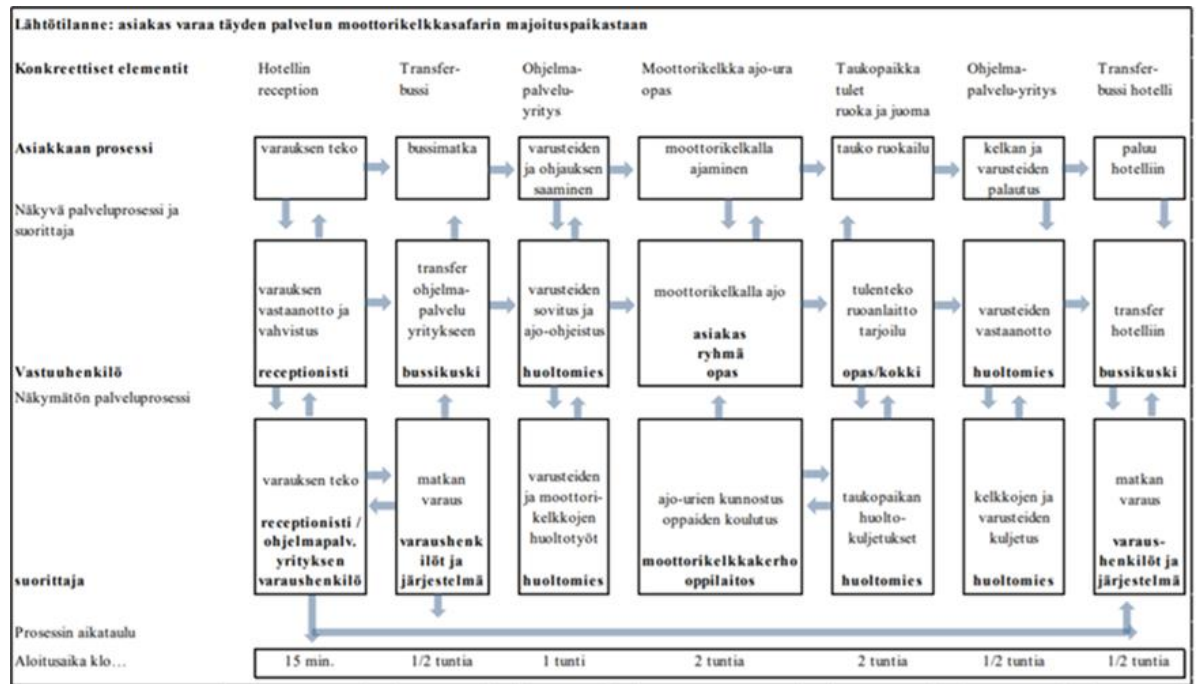 Lähtötilanne: asiakas varaa täyden palvelun moottorikelkkasafarin majoituspaikastaan
Konkreettiset elementit
Hotellin
reception
Transfer-
bussi
Ohjelma-
palvelu-
yritys
Moottorikelkka ajo-ura
opas
Taukopaikka
tulet
ruoka ja juoma
Ohjelma-
palvelu-yritys
Transfer-
bussi hotelli
Asiakkaan prosessi
varauksen teko
bussimatka
varusteiden
ja ohjauksen
saaminen
moottorikelkalla
ajaminen
tauko ruokailu
kelkan ja
varusteiden
palautus
paluu
hotelliin
Näkyvä palveluprosessi ja
suorittaja
varauksen
vastaanotto ja
vahvistus
receptionisti
transfer
ohjelma-
palvelu
yritykseen
bussikuski
varusteiden
sovitus ja
ajo-ohjeistus
huoltomies
moottorikelkalla ajo
asiakas
ryhmä
opas
tulenteko
ruoanlaitto
tarjoilu
opas/kokki
varusteiden
vastaanotto
huoltomies
transfer
hotelliin
bussikuski
Vastuuhenkilö
Näkymätön palveluprosessi
varauksen teko
receptionisti /
ohjelmapalv.
yrityksen
varaushenkilö
matkan
varaus
varaushenk
ilöt ja
järjestelmä
varusteiden
ja moottori-
kelkkojen
huoltotyöt
huoltomies
ajo-urien kunnostus
oppaiden koulutus
moottorikelkkakerho
oppilaitos
taukopaikan
huolto-
kuljetukset
huoltomies
kelkkojen ja
varusteiden
kuljetus
huoltomies
matkan
varaus
varaus-
henkilöt ja
järjestelmä
suorittaja
Prosessin aikataulu
Aloitusaika klo…
15 min.
1/2 tuntia
1 tunti
2 tuntia
2 tuntia
1/2 tuntia
1/2 tuntia